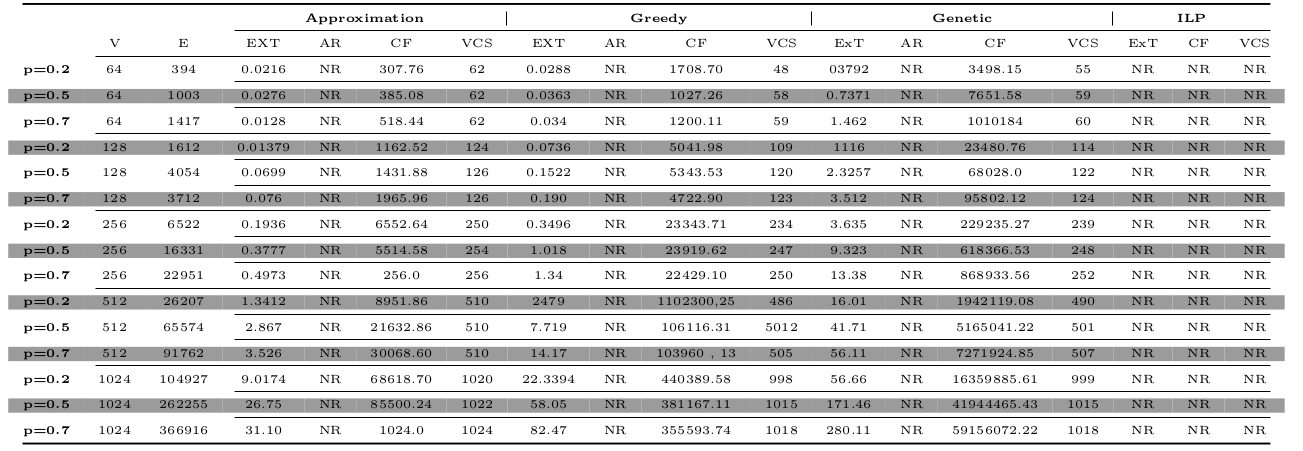 Approximation Greedy Genetic ILP
V E EXT AR CF VCS EXT AR CF VCS ExT AR CF VCS ExT CF VCS
p=0.2 64 394 0.0216 NR 307.76 62 0.0288 NR 1708.70 48 03792 NR 3498.15 55 NR NR NR
p=0.5 64 1003 0.0276 NR 385.08 62 0.0363 NR 1027.26 58 0.7371 NR 7651.58 59 NR NR NR
p=0.7 64 1417 0.0128 NR 518.44 62 0.034 NR 1200.11 59 1.462 NR 1010184 60 NR NR NR
p=0.2 128 1612 0.01379 NR 1162.52 124 0.0736 NR 5041.98 109 1116 NR 23480.76 114 NR NR NR
p=0.5 128 4054 0.0699 NR 1431.88 126 0.1522 NR 5343.53 120 2.3257 NR 68028.0 122 NR NR NR
p=0.7 128 3712 0.076 NR 1965.96 126 0.190 NR 4722.90 123 3.512 NR 95802.12 124 NR NR NR
p=0.2 256 6522 0.1936 NR 6552.64 250 0.3496 NR 23343.71 234 3.635 NR 229235.27 239 NR NR NR
p=0.5 256 16331 0.3777 NR 5514.58 254 1.018 NR 23919.62 247 9.323 NR 618366.53 248 NR NR NR
p=0.7 256 22951 0.4973 NR 256.0 256 1.34 NR 22429.10 250 13.38 NR 868933.56 252 NR NR NR
p=0.2 512 26207 1.3412 NR 8951.86 510 2479 NR 1102300,25 486 16.01 NR 1942119.08 490 NR NR NR
p=0.5 512 65574 2.867 NR 21632.86 510 7.719 NR 106116.31 5012 41.71 NR 5165041.22 501 NR NR NR
p=0.7 512 91762 3.526 NR 30068.60 510 14.17 NR 103960 , 13 505 56.11 NR 7271924.85 507 NR NR NR
p=0.2 1024 104927 9.0174 NR 68618.70 1020 22.3394 NR 440389.58 998 56.66 NR 16359885.61 999 NR NR NR
p=0.5 1024 262255 26.75 NR 85500.24 1022 58.05 NR 381167.11 1015 171.46 NR 41944465.43 1015 NR NR NR
p=0.7 1024 366916 31.10 NR 1024.0 1024 82.47 NR 355593.74 1018 280.11 NR 59156072.22 1018 NR NR NR